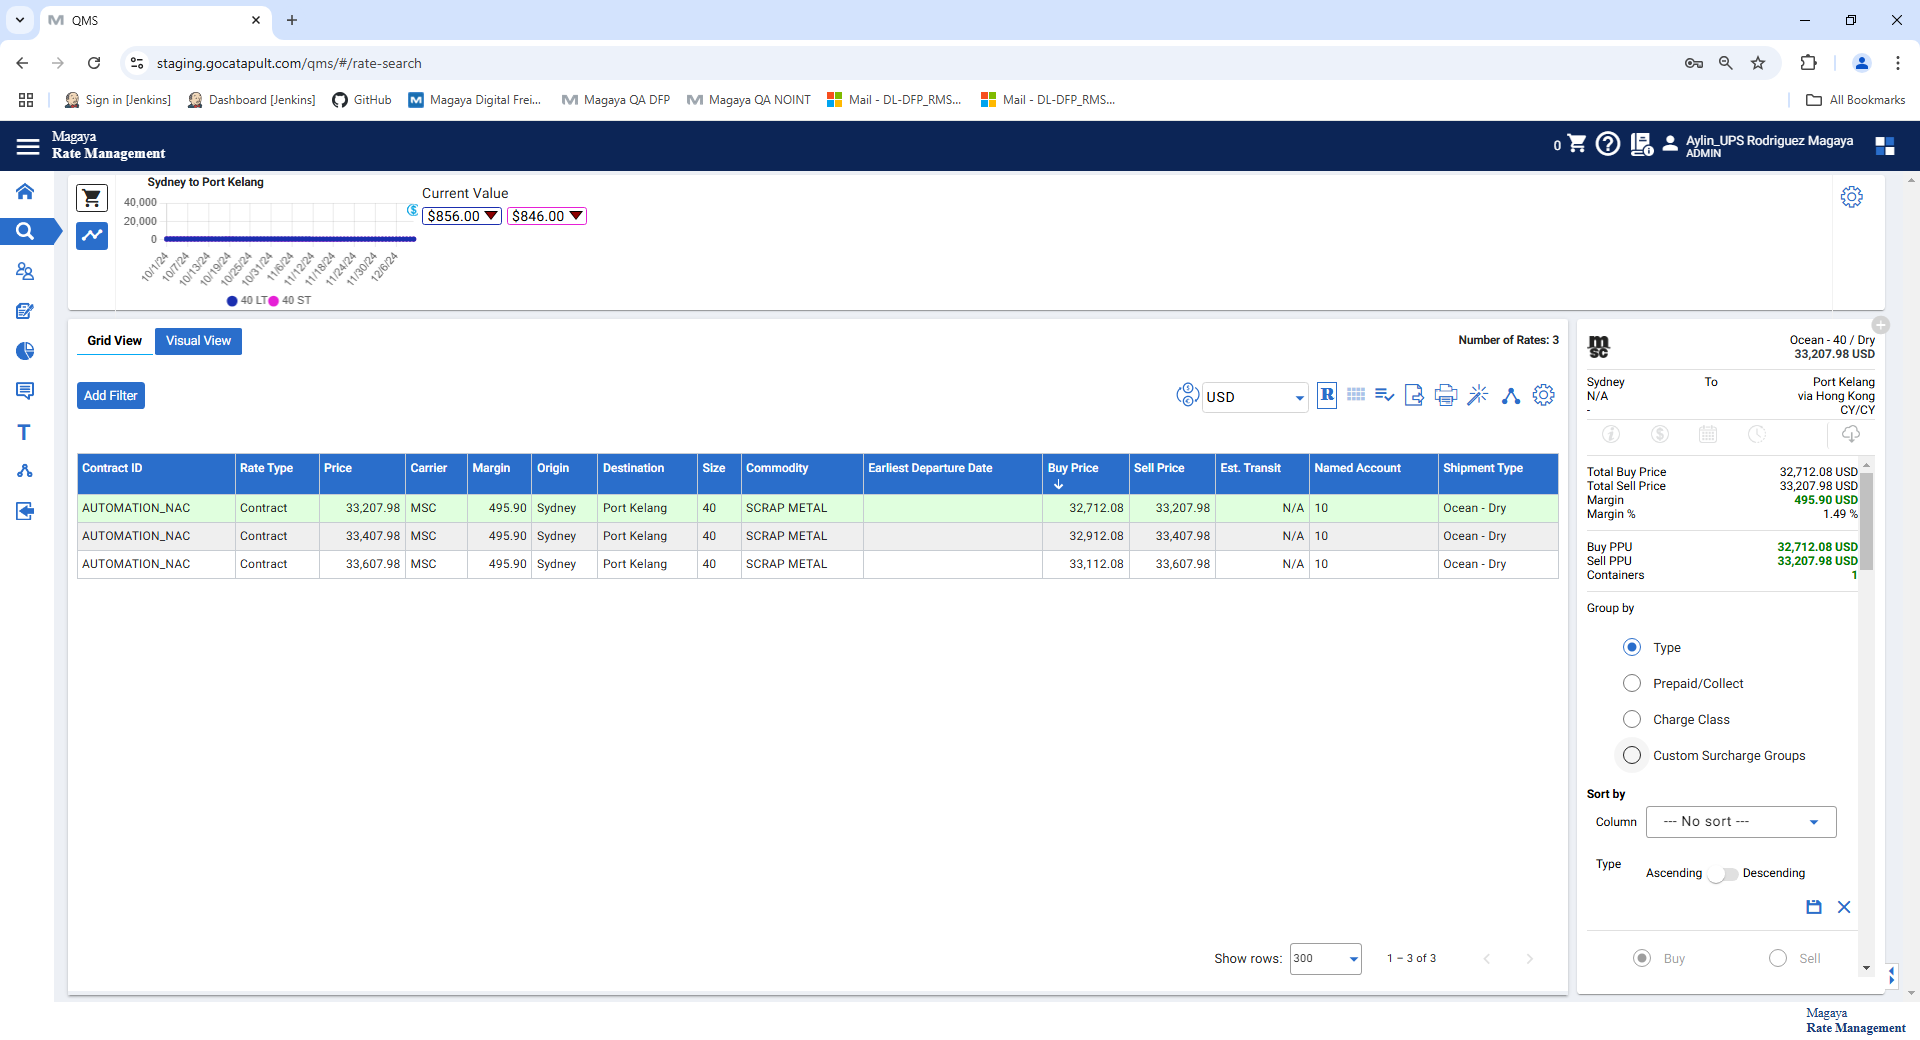 QMS
staging.gocatapult.com/qms/#/rate-search
Sign in [Jenkins]
Dashboard [Jenkins]
GitHub
Magaya Digital Frei...
Magaya QA DFP
Magaya QA NOINT
Mail - DL-DFP_RMS...
Mail - DL-DFP_RMS...
All Bookmarks
Magaya
Rate Management
0
Aylin_UPS Rodriguez Magaya
ADMIN
Sydney to Port Kelang
40,000
20,000
0
10/1/24
10/7/24
10/13/24
10/19/24
10/25/24
10/31/24
11/6/24
11/12/24
11/18/24
11/24/24
11/30/24
12/6/24
40 LT
40 ST
Current Value
$856.00
$846.00
Grid View
Visual View
Number of Rates: 3
Add Filter
USD
R
Contract ID Rate Type Price Carrier Margin Origin Destination Size Commodity Earliest Departure Date Buy Price Sell Price Est. Transit Named Account Shipment Type
AUTOMATION_NAC Contract 33,207.98 MSC 495.90 Sydney Port Kelang 40 SCRAP METAL 32,712.08 33,207.98 N/A 10 Ocean - Dry
AUTOMATION_NAC Contract 33,407.98 MSC 495.90 Sydney Port Kelang 40 SCRAP METAL 32,912.08 33,407.98 N/A 10 Ocean - Dry
AUTOMATION_NAC Contract 33,607.98 MSC 495.90 Sydney Port Kelang 40 SCRAP METAL 33,112.08 33,607.98 N/A 10 Ocean - Dry
Show rows: 300 1 – 3 of 3
msc
Ocean - 40 / Dry
33,207.98 USD
Sydney To Port Kelang
N/A via Hong Kong
- CY/CY
Total Buy Price 32,712.08 USD
Total Sell Price 33,207.98 USD
Margin 495.90 USD
Margin % 1.49 %
Buy PPU 32,712.08 USD
Sell PPU 33,207.98 USD
Containers 1
Group by
Type
Prepaid/Collect
Charge Class
Custom Surcharge Groups
Sort by
Column --- No sort ---
Type Ascending Descending
Buy Sell
Magaya
Rate Management